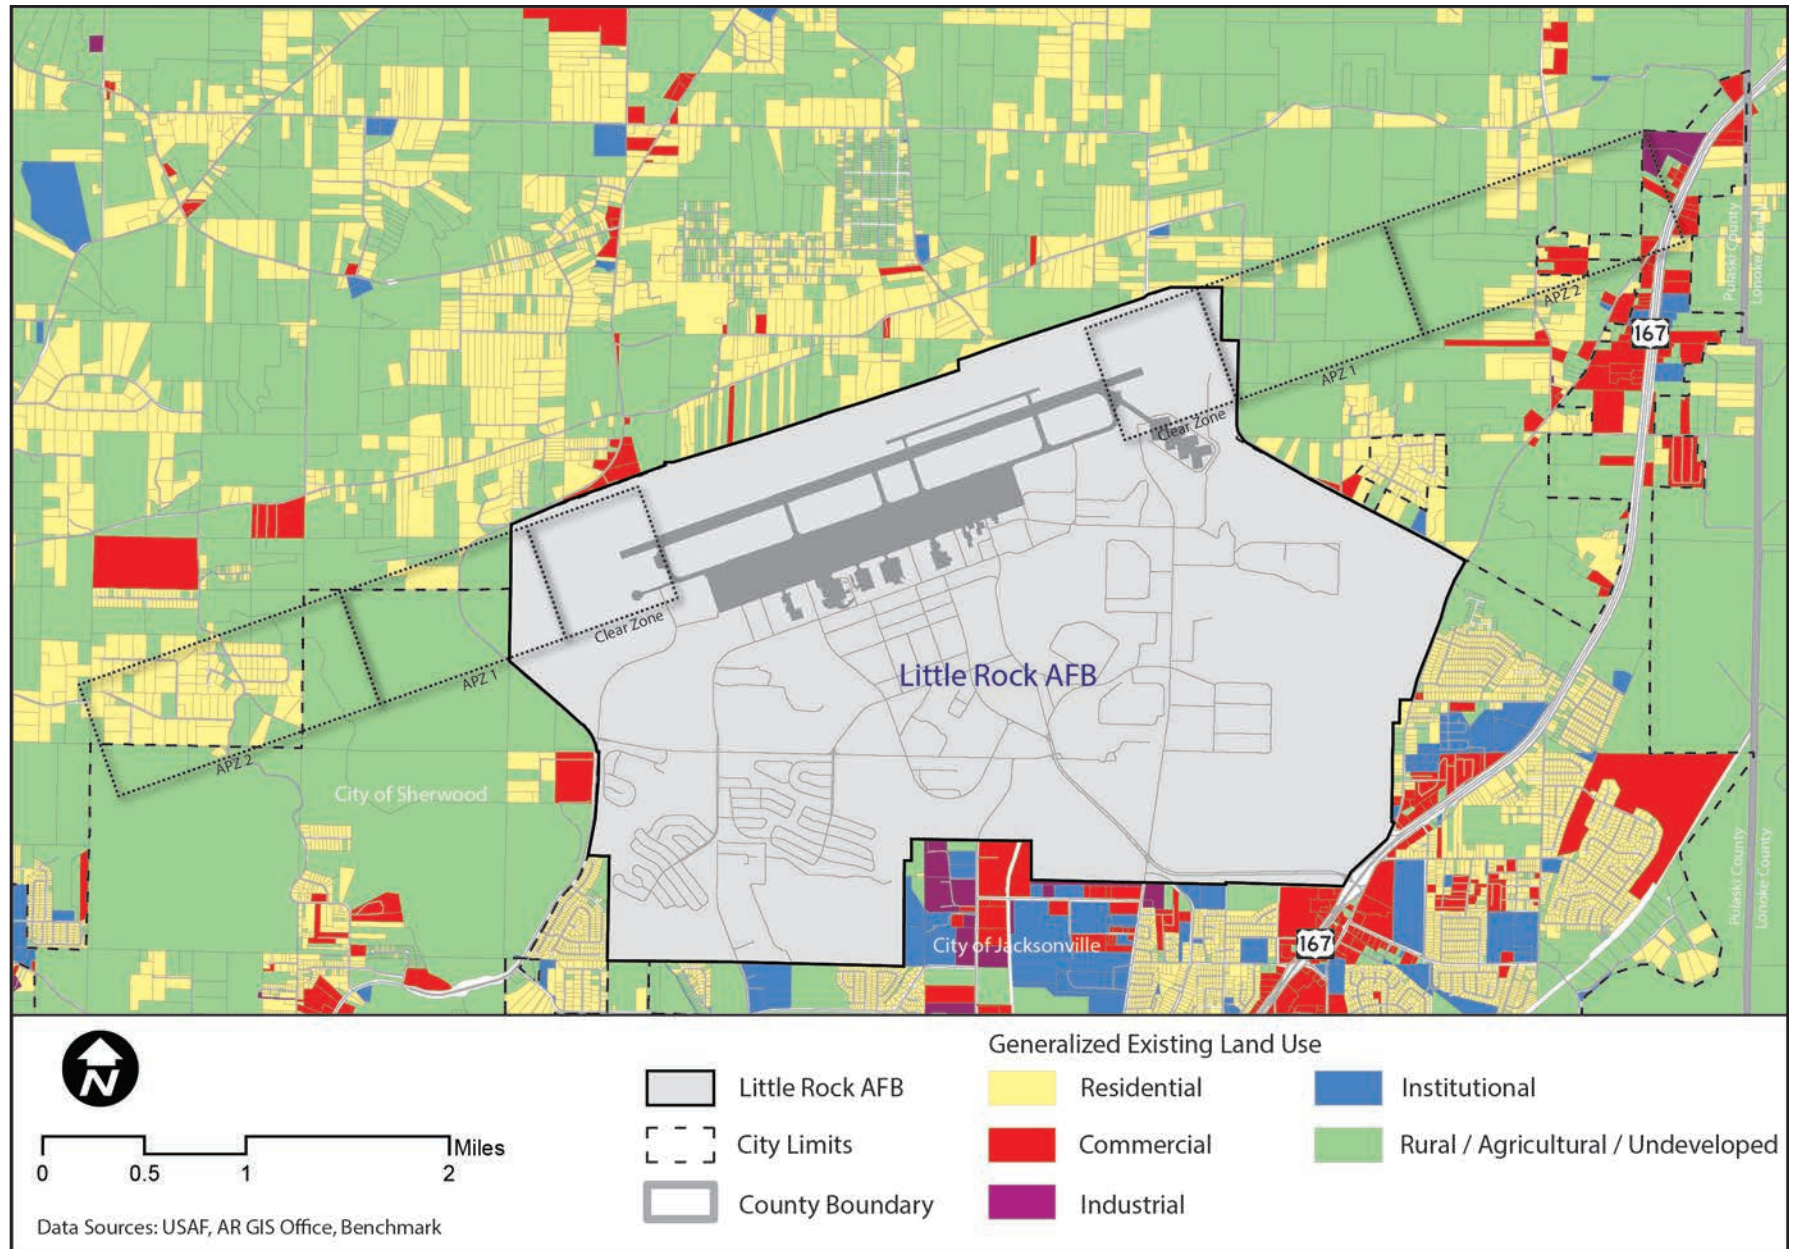 Pulaski County
Lonoke County
APZ 2
167
APZ 1
Clear Zone
Clear Zone
Little Rock AFB
APZ 1
APZ 2
City of Sherwood
Pulaski County
Lonoke County
City of Jacksonville
167
N
Generalized Existing Land Use
Little Rock AFB
Residential
Institutional
City Limits
Commercial
Rural / Agricultural / Undeveloped
County Boundary
Industrial
Miles
0 0.5 1 2
Data Sources: USAF, AR GIS Office, Benchmark